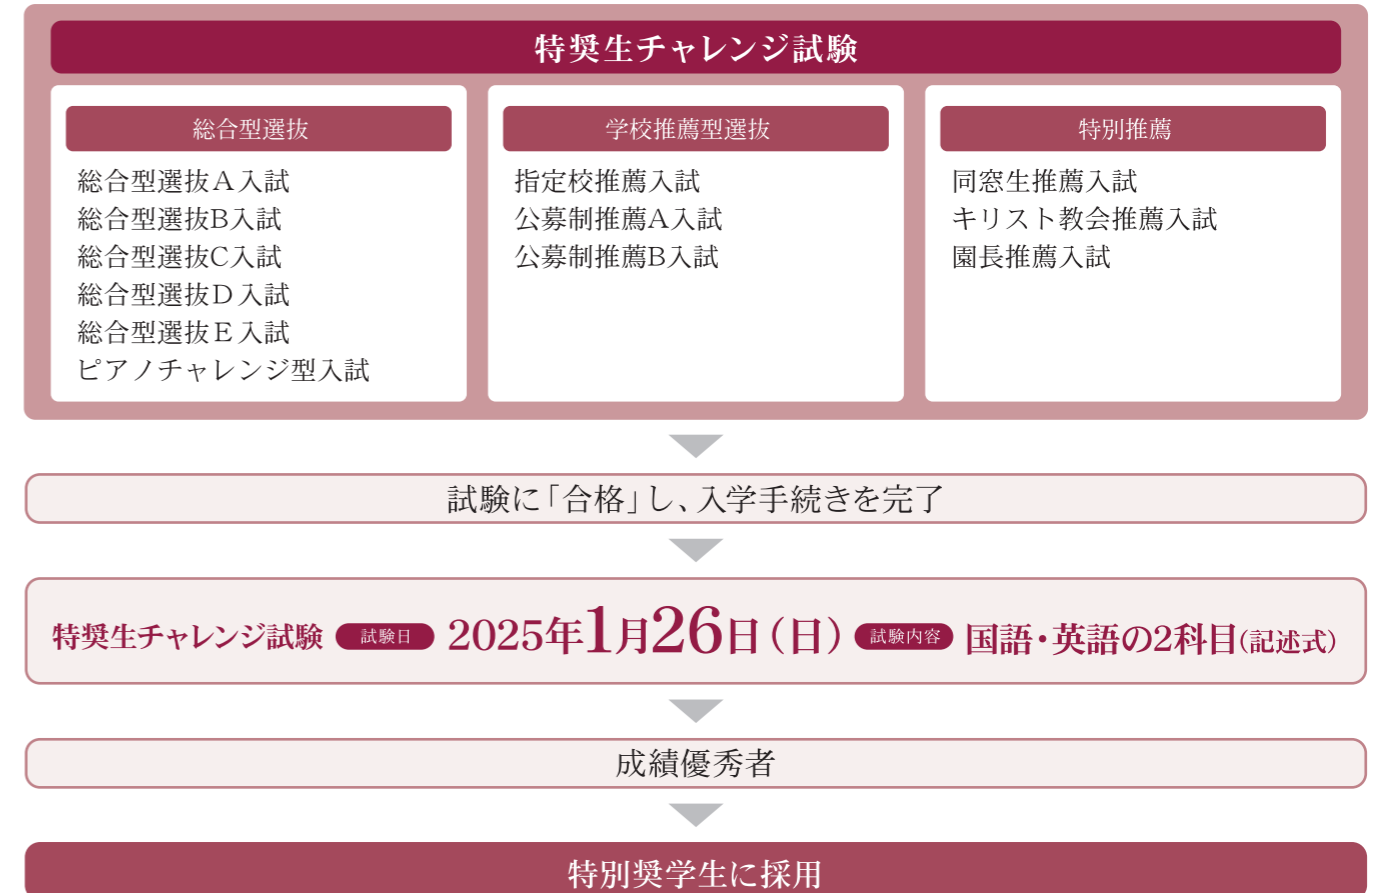 特奨生チャレンジ試験
総合型選抜
総合型選抜A入試
総合型選抜B入試
総合型選抜C入試
総合型選抜D入試
総合型選抜E入試
ピアノチャレンジ型入試
学校推薦型選抜
指定校推薦入試
公募制推薦A入試
公募制推薦B入試
特別推薦
同窓生推薦入試
キリスト教会推薦入試
園長推薦入試
試験に「合格」し、入学手続きを完了
特奨生チャレンジ試験 試験日 2025年1月26日(日) 試験内容 国語・英語の2科目(記述式)
成績優秀者
特別奨学生に採用